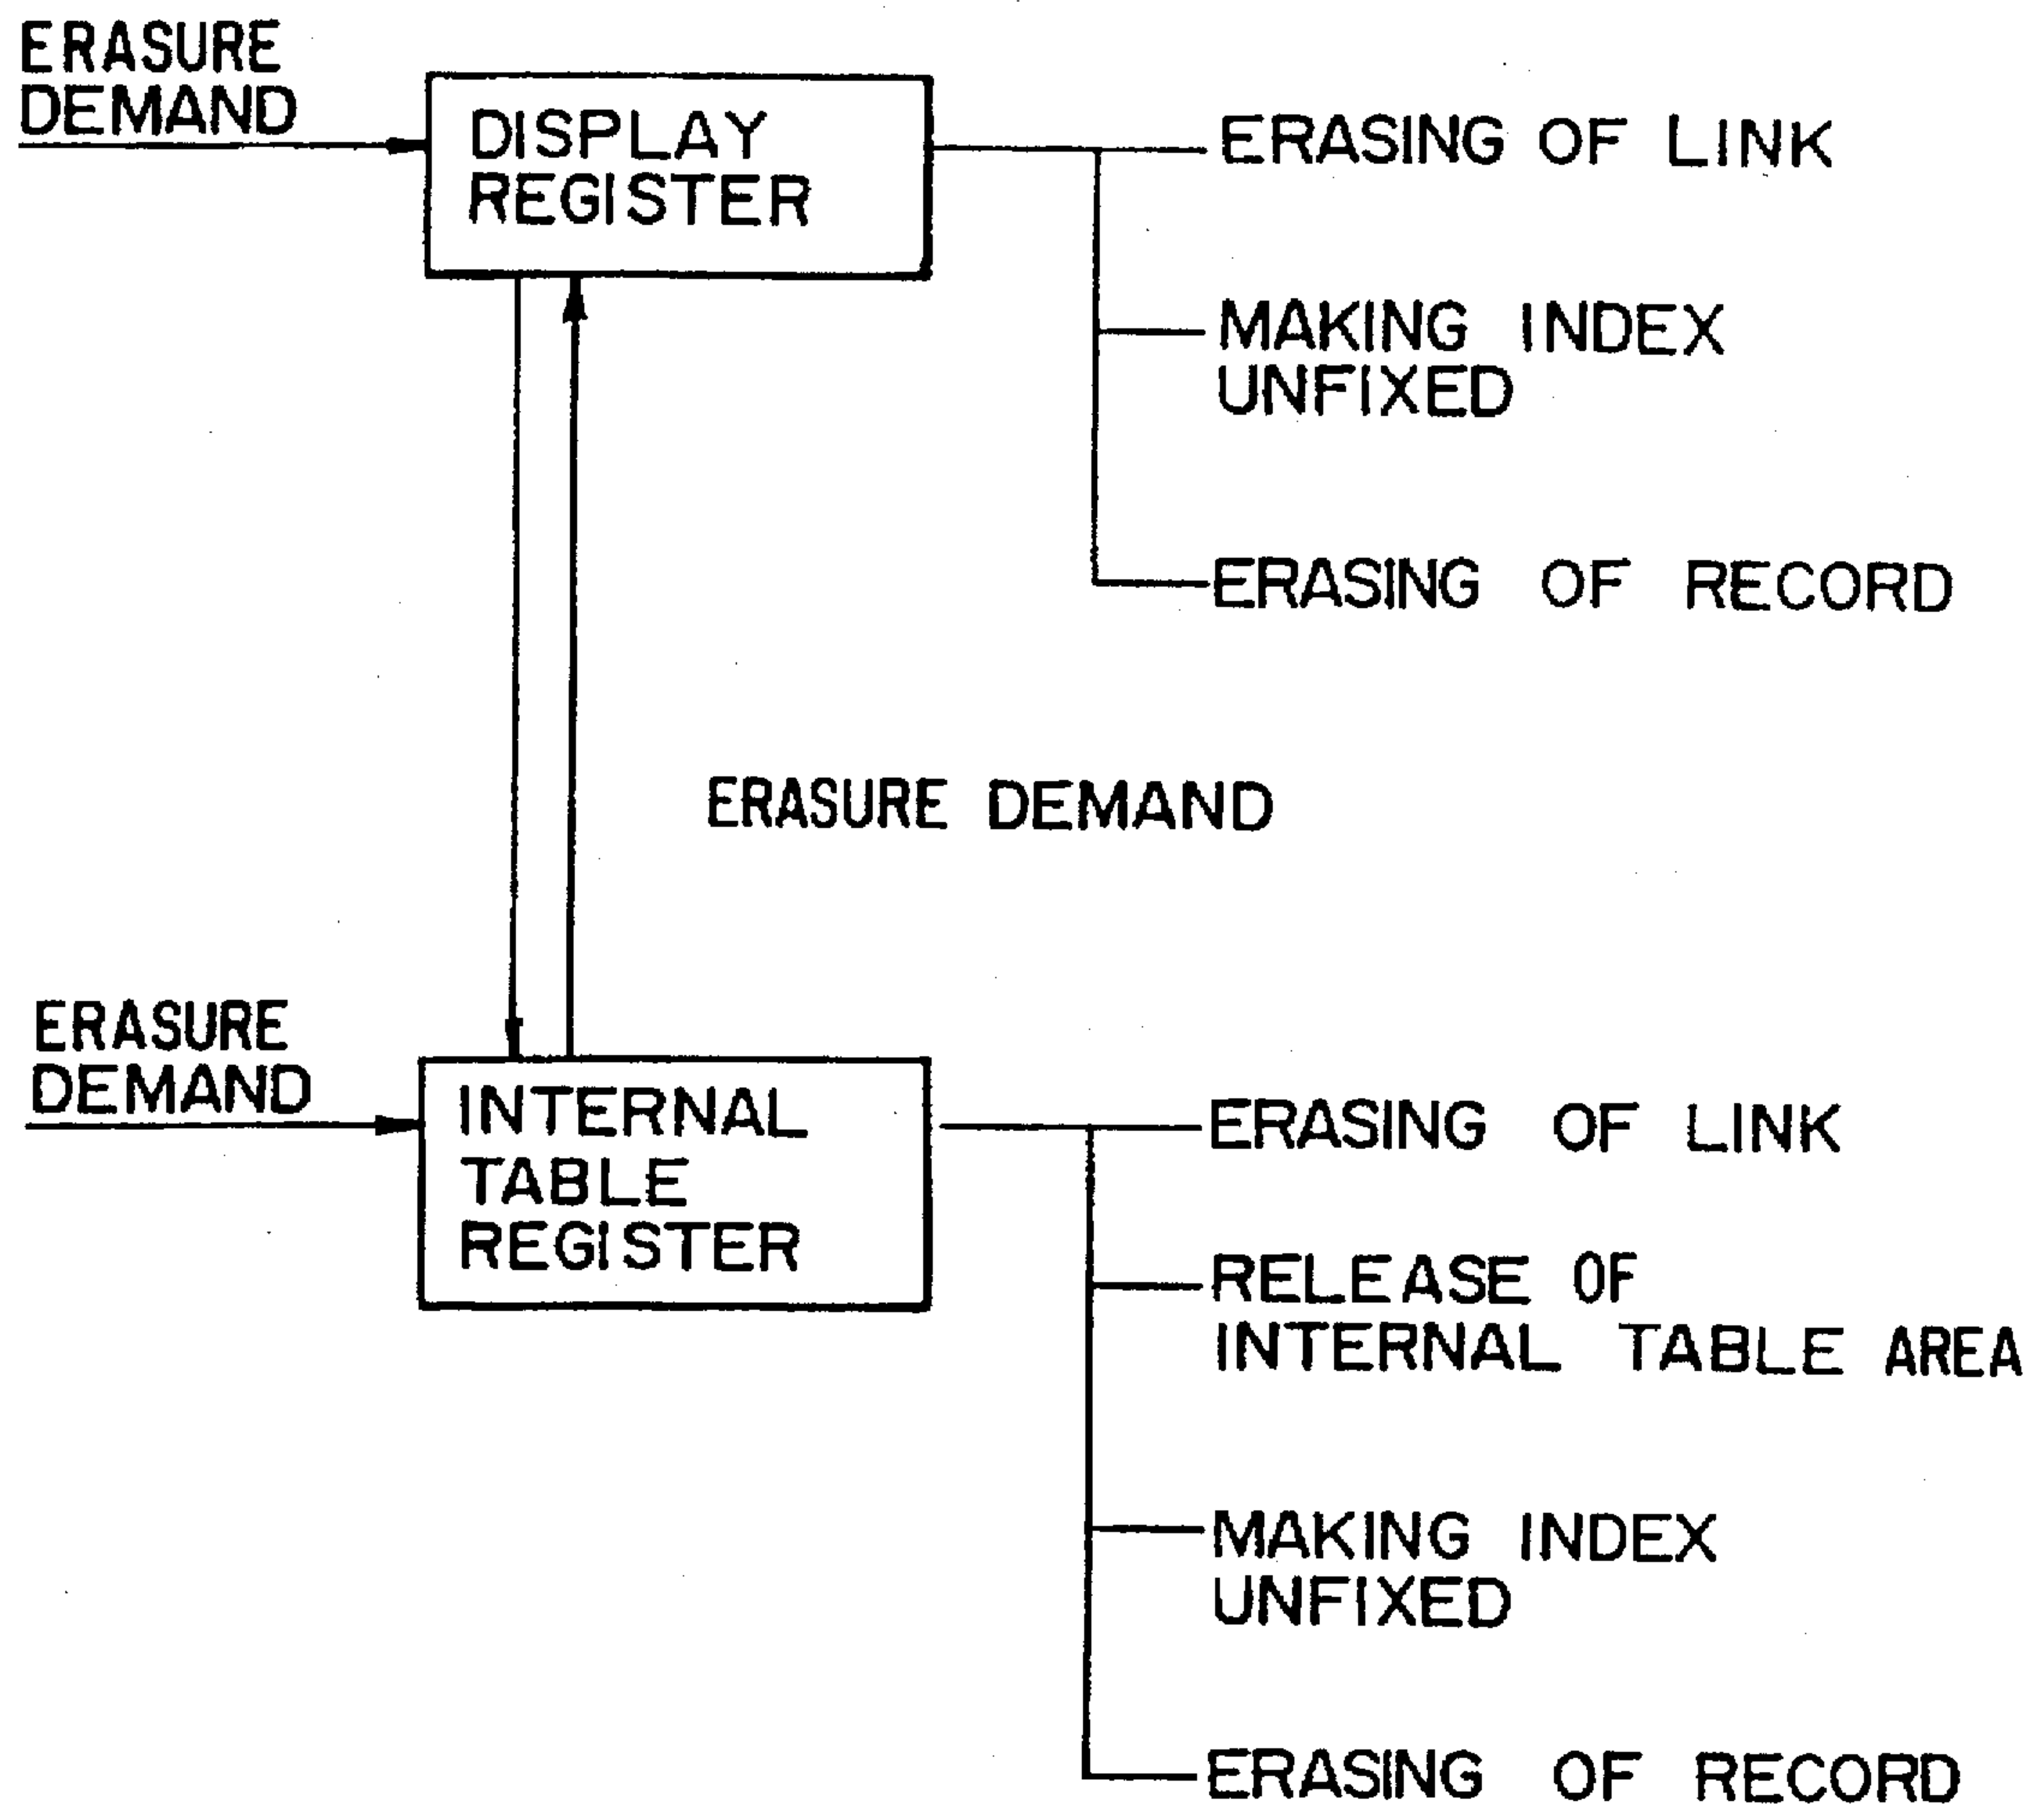 ERASURE
DEMAND
DISPLAY
REGISTER
ERASING OF LINK
MAKING INDEX
UNFIXED
ERASING OF RECORD
ERASURE DEMAND
ERASURE
DEMAND
INTERNAL
TABLE
REGISTER
ERASING OF LINK
RELEASE OF
INTERNAL TABLE AREA
MAKING INDEX
UNFIXED
ERASING OF RECORD